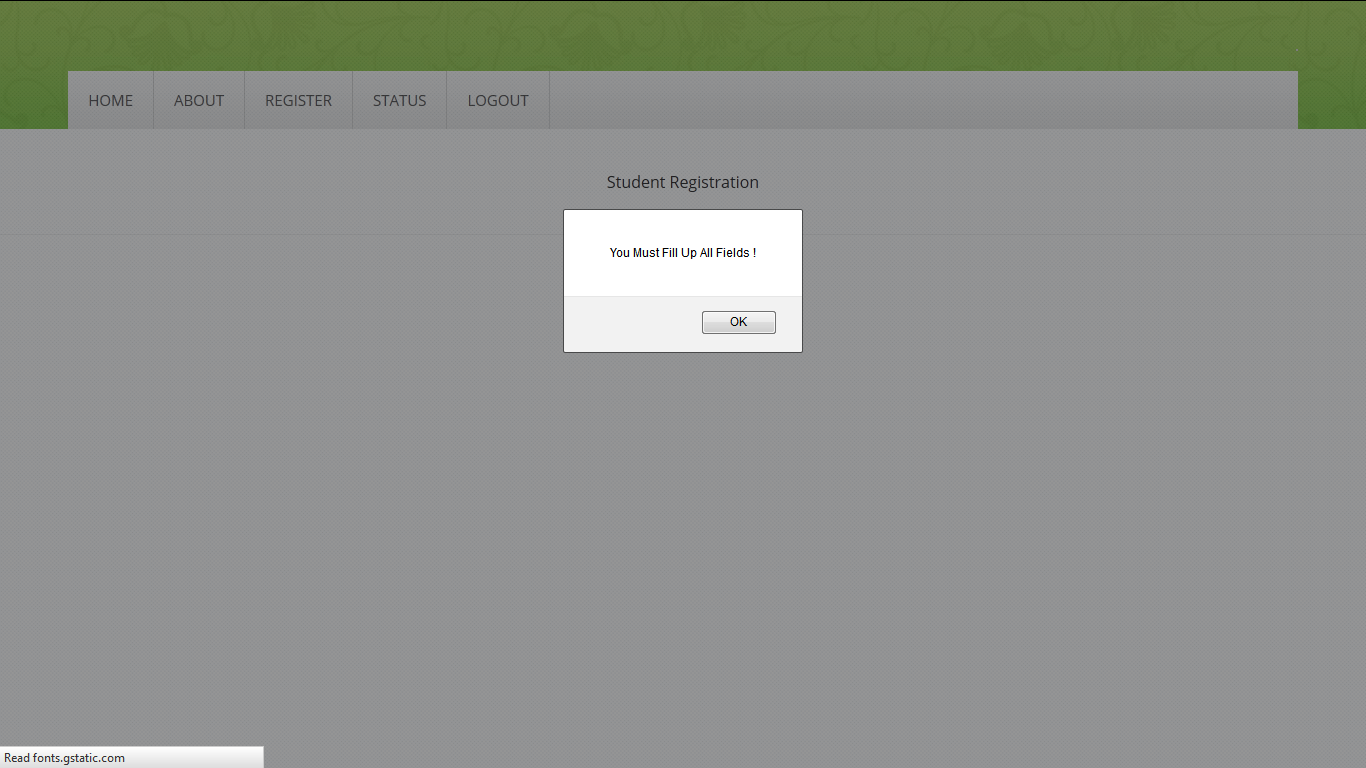 HOME ABOUT REGISTER STATUS LOGOUT
Student Registration
You Must Fill Up All Fields !
OK
Read fonts.gstatic.com